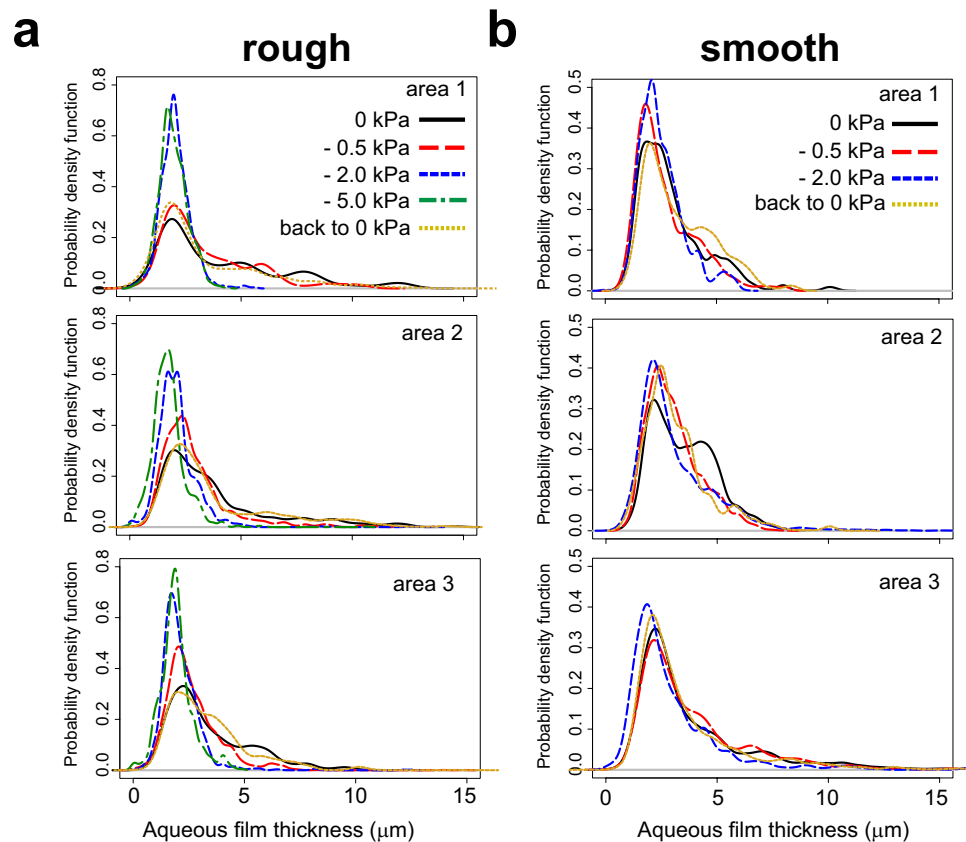 a
rough
b
smooth
Probability density function
0.0 0.2 0.4 0.6 0.8
area 1
0 kPa
- 0.5 kPa
- 2.0 kPa
- 5.0 kPa
back to 0 kPa
Probability density function
0.0 0.1 0.2 0.3 0.4 0.5
area 1
0 kPa
- 0.5 kPa
- 2.0 kPa
back to 0 kPa
Probability density function
0.0 0.2 0.4 0.6 0.8
area 2
Probability density function
0.0 0.1 0.2 0.3 0.4 0.5
area 2
Probability density function
0.0 0.2 0.4 0.6 0.8
area 3
0 5 10 15
Aqueous film thickness (μm)
Probability density function
0.0 0.1 0.2 0.3 0.4 0.5
area 3
0 5 10 15
Aqueous film thickness (μm)